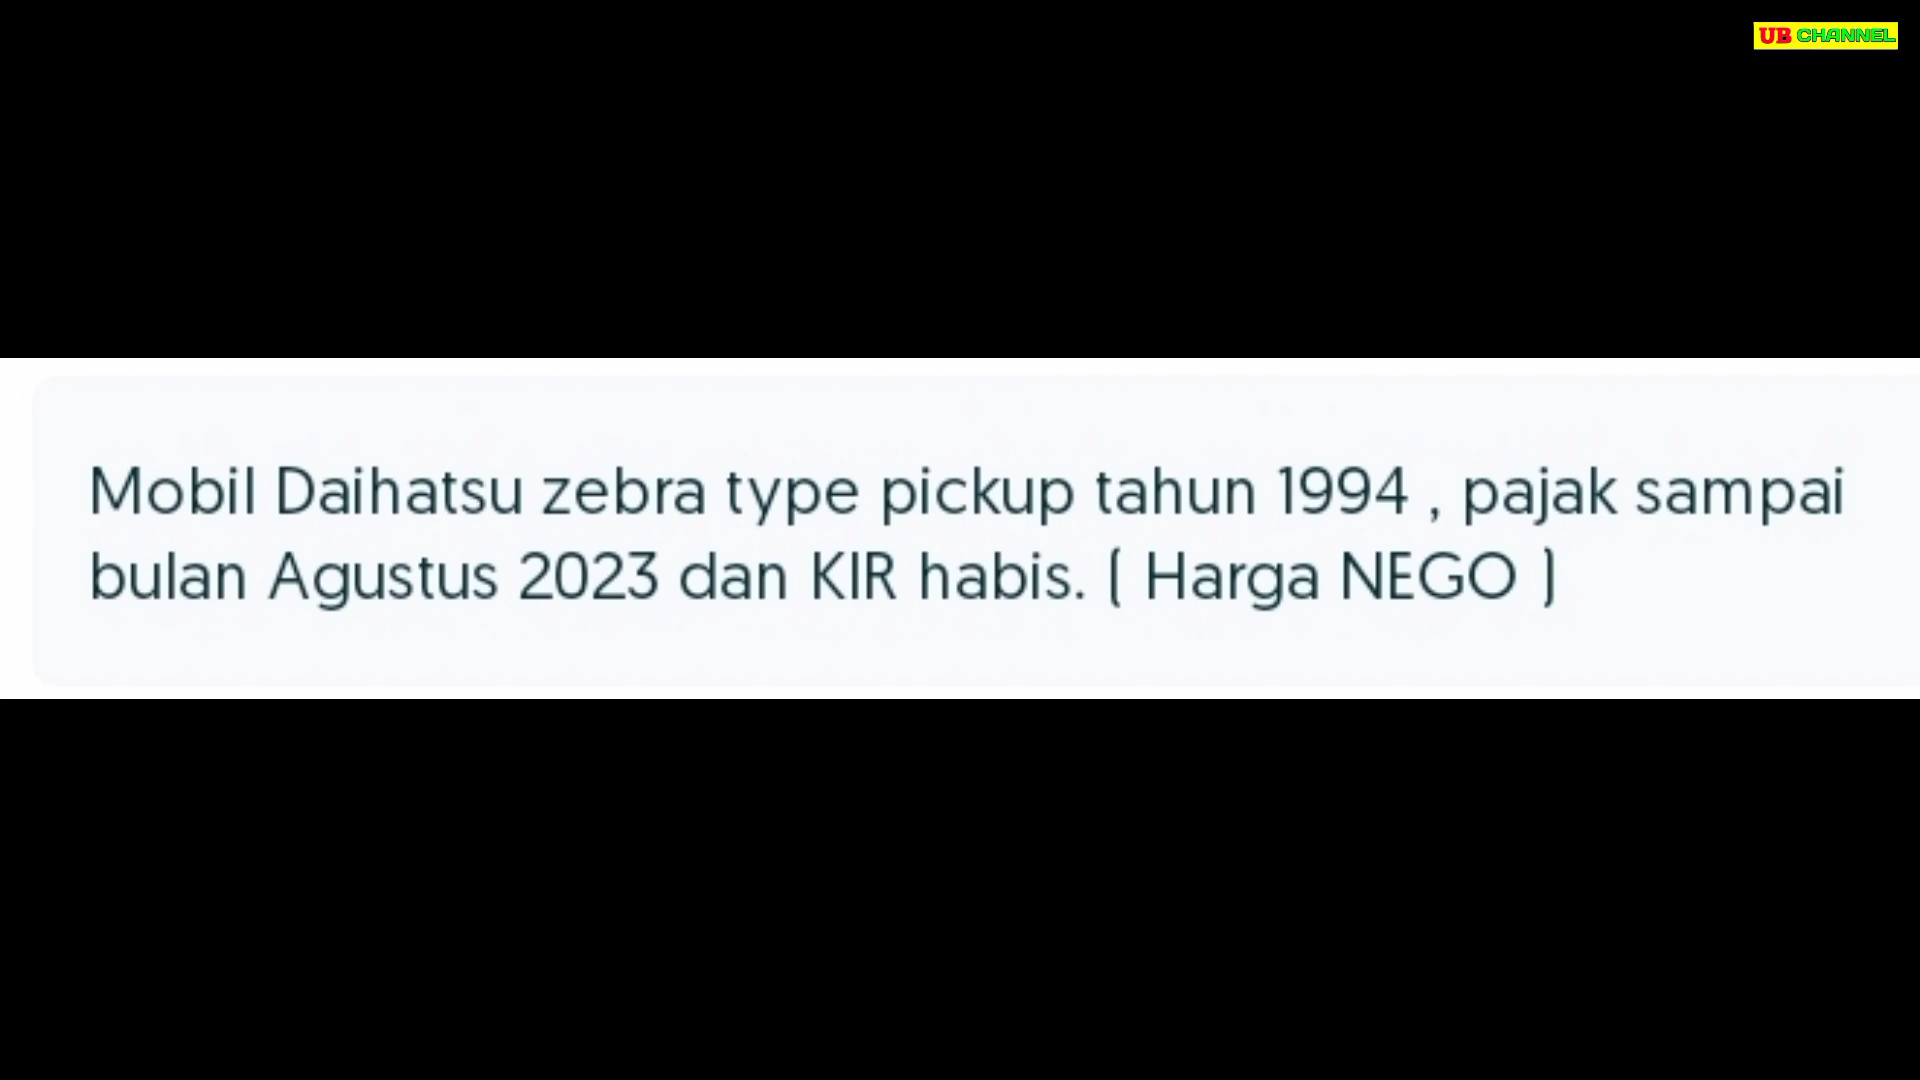 UB CHANNEL
Mobil Daihatsu zebra type pickup tahun 1994 , pajak sampai
bulan Agustus 2023 dan KIR habis. ( Harga NEGO )